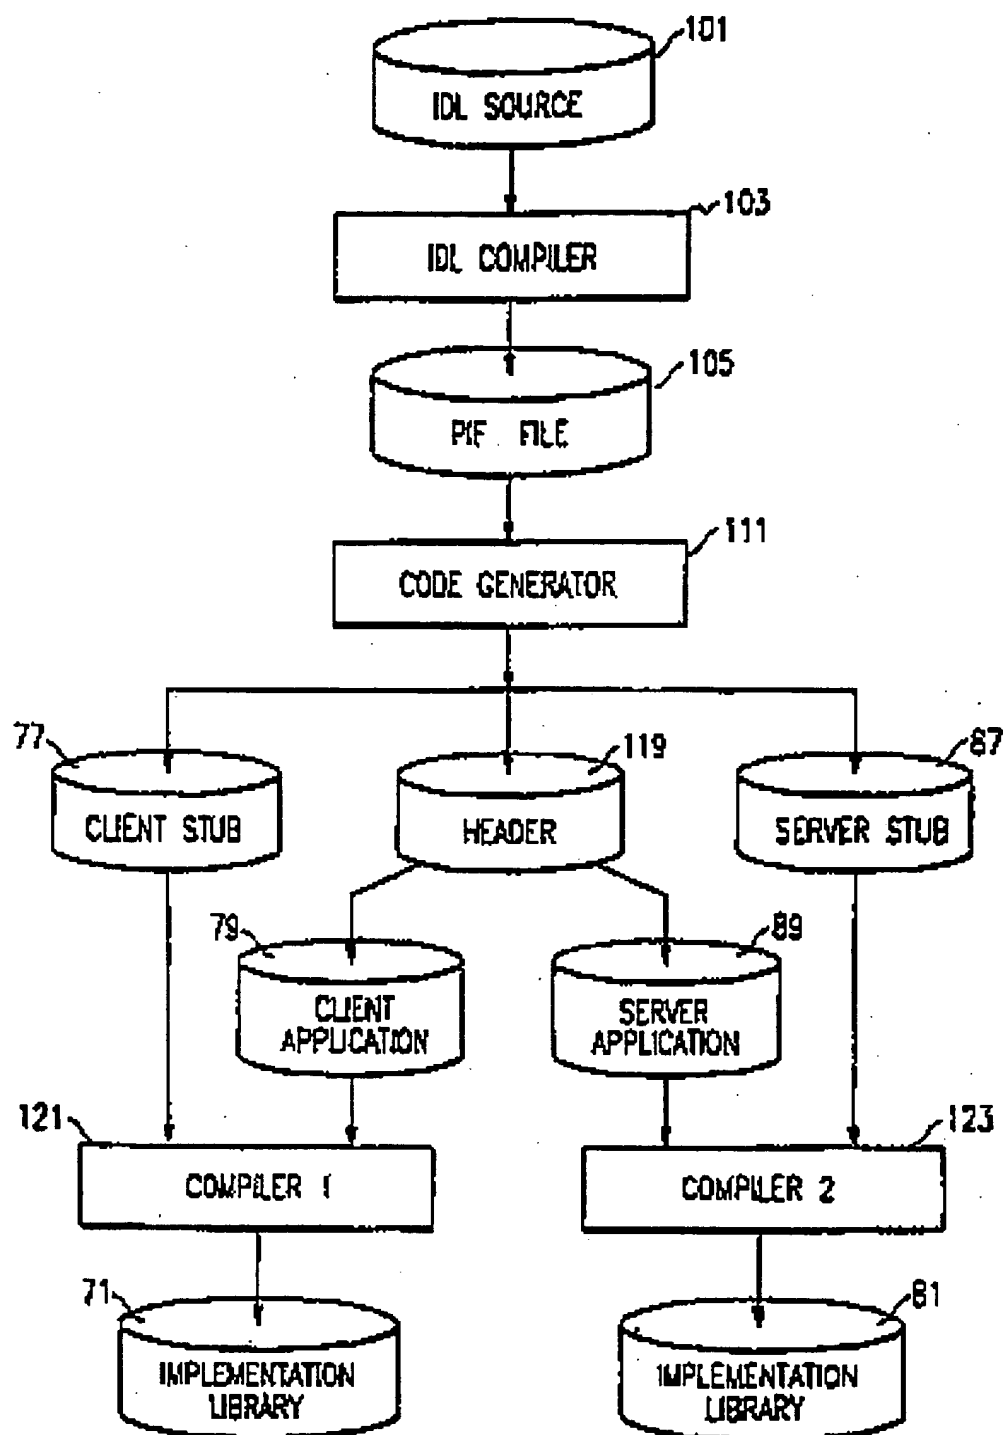 101
IDL SOURCE
103
IDL COMPILER
105
PIF FILE
111
CODE GENERATOR
77
119
87
CLIENT STUB
HEADER
SERVER STUB
79
89
CLIENT
APPLICATION
SERVER
APPLICATION
121
123
COMPILER 1
COMPILER 2
71
81
IMPLEMENTATION
LIBRARY
IMPLEMENTATION
LIBRARY